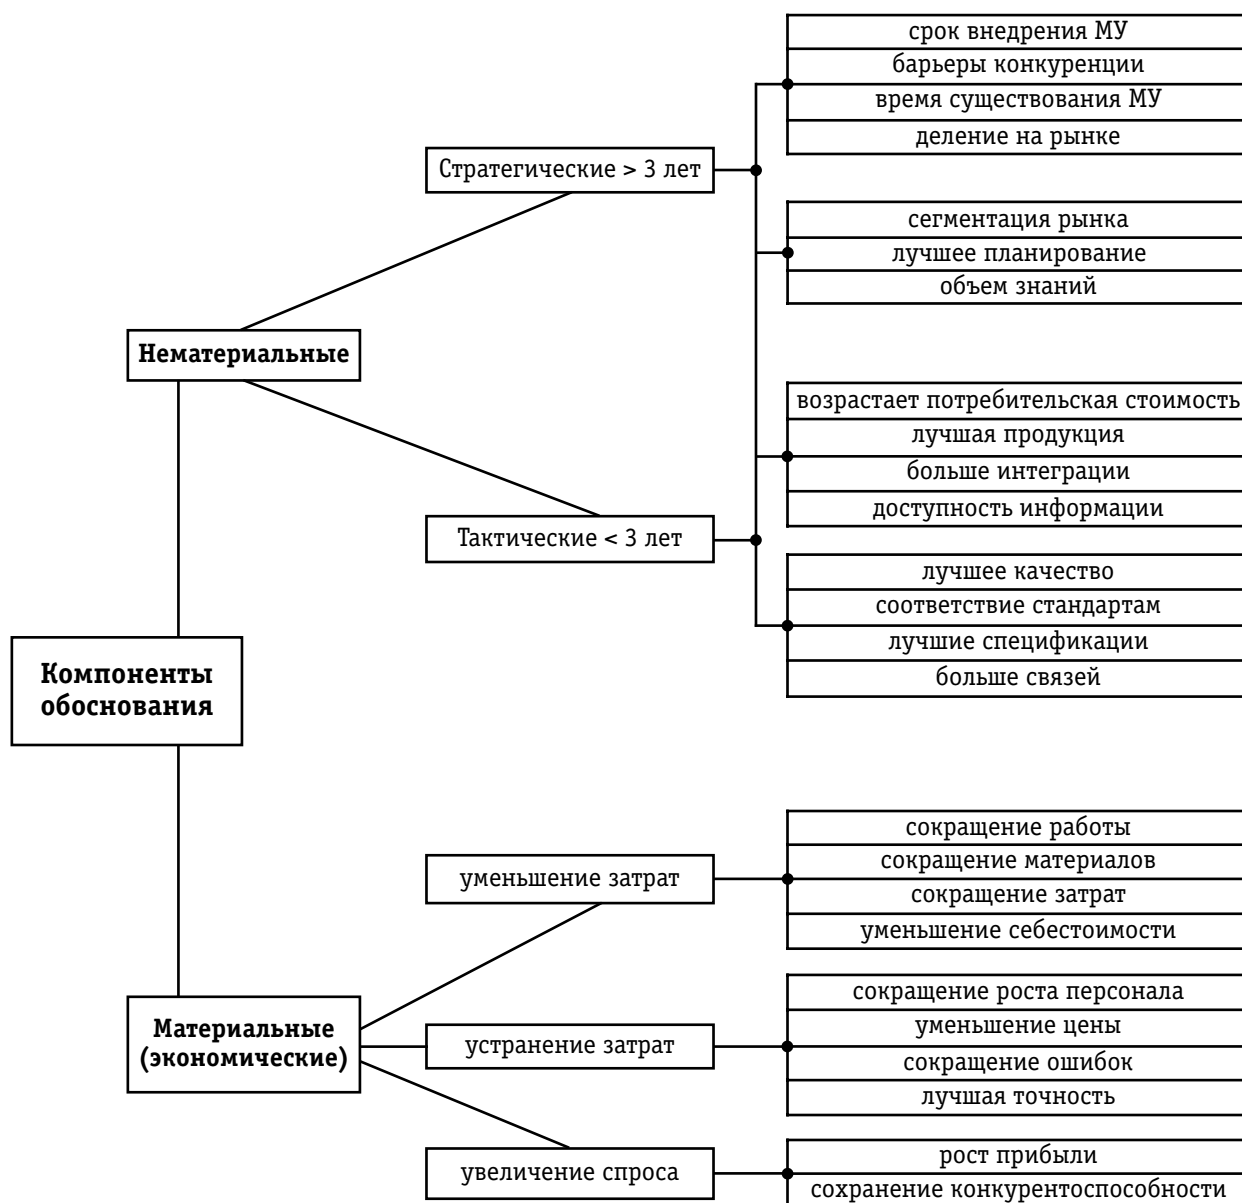 срок внедрения МУ
барьеры конкуренции
время существования МУ
деление на рынке
Стратегические > 3 лет
сегментация рынка
лучшее планирование
объем знаний
Нематериальные
возрастает потребительская стоимость
лучшая продукция
больше интеграции
доступность информации
Тактические < 3 лет
лучшее качество
соответствие стандартам
лучшие спецификации
больше связей
Компоненты
обоснования
сокращение работы
сокращение материалов
уменьшение затрат
сокращение затрат
уменьшение себестоимости
Материальные
(экономические)
сокращение роста персонала
уменьшение цены
устранение затрат
сокращение ошибок
лучшая точность
увеличение спроса
рост прибыли
сохранение конкурентоспособности